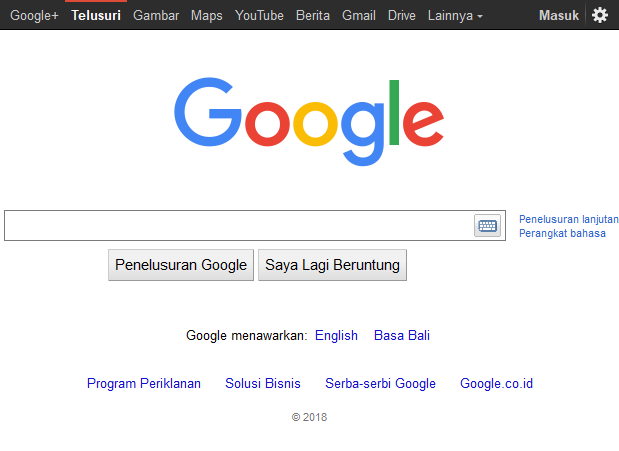 Google+ Telusuri Gambar Maps YouTube Berita Gmail Drive Lainnya Masuk
Google
Penelusuran lanjutan
Perangkat bahasa
Penelusuran Google Saya Lagi Beruntung
Google menawarkan: English Basa Bali
Program Periklanan Solusi Bisnis Serba-serbi Google Google.co.id
© 2018